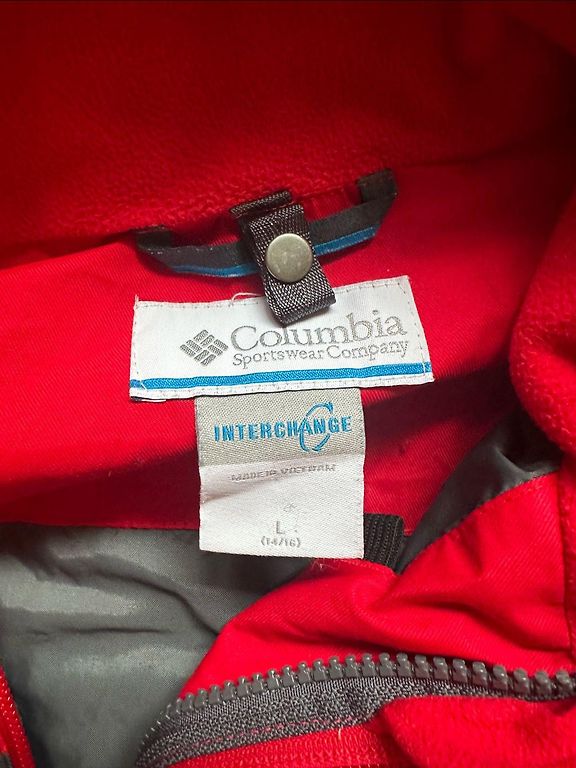 Columbia
Sportswear Company
INTERCHANGE
MADE IN VIETNAM
L
(14/16)